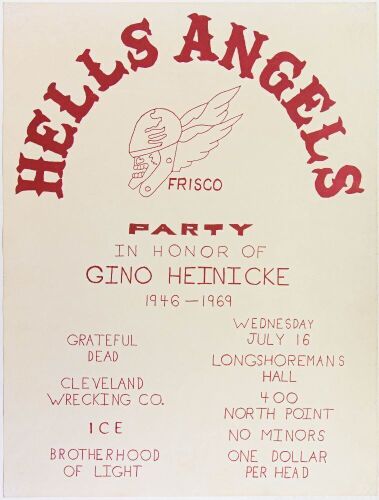 HELLS ANGELS
FRISCO
PARTY
IN HONOR OF
GINO HEINICKE
1946-1969
GRATEFUL
DEAD
CLEVELAND
WRECKING CO.
ICE
BROTHERHOOD
OF LIGHT
WEDNESDAY
JULY 16
LONGSHOREMANS
HALL
400
NORTH POINT
NO MINORS
ONE DOLLAR
PER HEAD